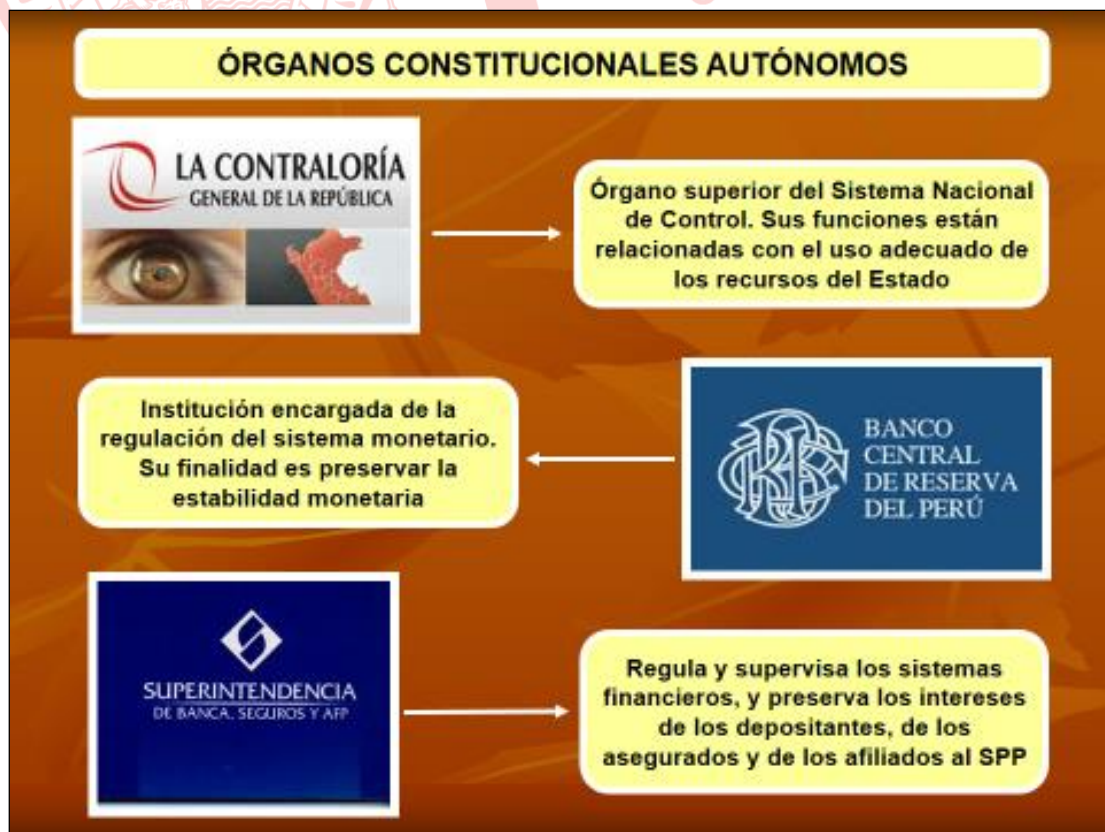 ÓRGANOS CONSTITUCIONALES AUTÓNOMOS
LA CONTRALORÍA
GENERAL DE LA REPÚBLICA
Órgano superior del Sistema Nacional
de Control. Sus funciones están
relacionadas con el uso adecuado de
los recursos del Estado
Institución encargada de la
regulación del sistema monetario.
Su finalidad es preservar la
estabilidad monetaria
BANCO
CENTRAL
DE RESERVA
DEL PERÚ
SUPERINTENDENCIA
DE BANCA, SEGUROS Y AFP
Regula y supervisa los sistemas
financieros, y preserva los intereses
de los depositantes, de los
asegurados y de los afiliados al SPP